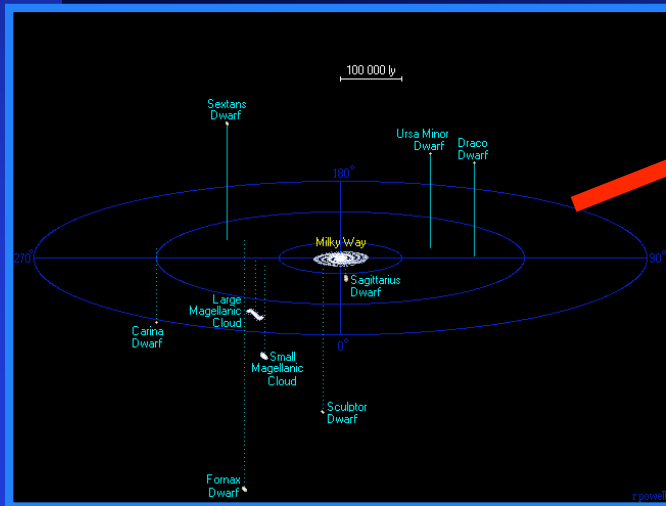 100 000 ly
Sextans
Dwarf
Ursa Minor
Dwarf
Draco
Dwarf
180°
Milky Way
270°
90°
Sagittarius
Dwarf
Large
Magellanic
Cloud
Carina
Dwarf
0°
Small
Magellanic
Cloud
Sculptor
Dwarf
Fornax
Dwarf
rpowell